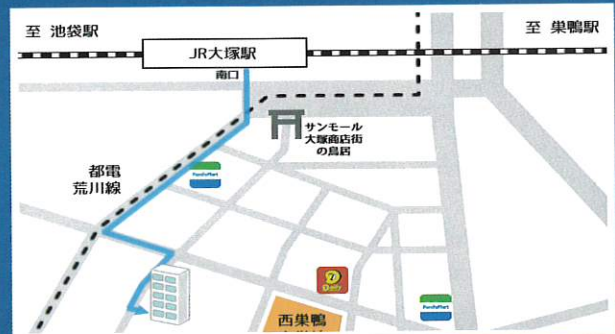 至 池袋駅
至 巣鴨駅
JR大塚駅
南口
サンモール
大塚商店街
の鳥居
都電
荒川線
FamilyMart
Daily
FamilyMart
西巣鴨